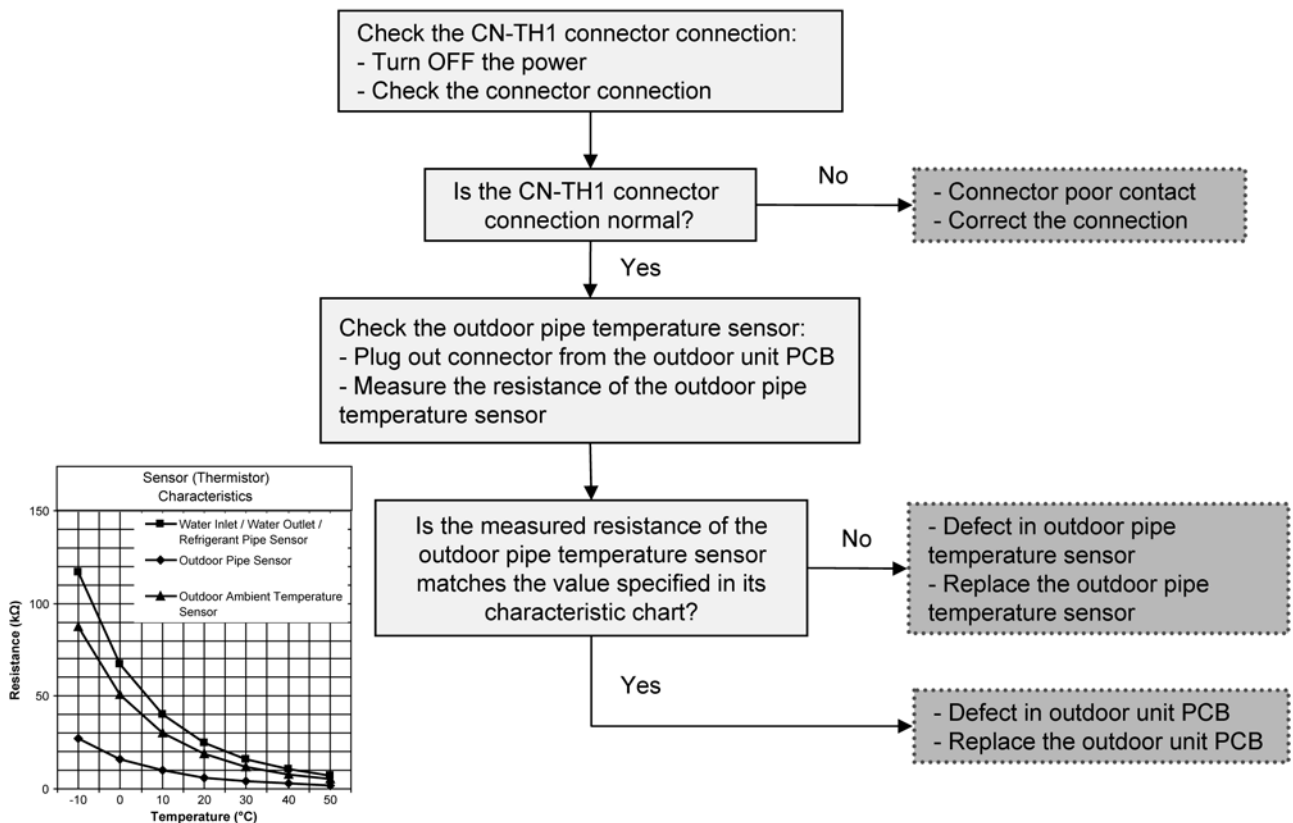 Check the CN-TH1 connector connection:
- Turn OFF the power
- Check the connector connection
Is the CN-TH1 connector
connection normal?
No
- Connector poor contact
- Correct the connection
Yes
Check the outdoor pipe temperature sensor:
- Plug out connector from the outdoor unit PCB
- Measure the resistance of the outdoor pipe
temperature sensor
Is the measured resistance of the
outdoor pipe temperature sensor
matches the value specified in its
characteristic chart?
No
- Defect in outdoor pipe
temperature sensor
- Replace the outdoor pipe
temperature sensor
Yes
- Defect in outdoor unit PCB
- Replace the outdoor unit PCB
Sensor (Thermistor)
Characteristics
Water Inlet / Water Outlet /
Refrigerant Pipe Sensor
Outdoor Pipe Sensor
Outdoor Ambient Temperature
Sensor
Resistance (kΩ)
150
100
50
0
-10 0 10 20 30 40 50
Temperature (°C)